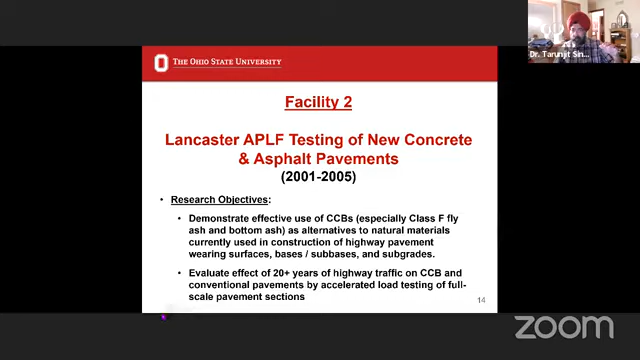 Dr. Tarunjit Sin...
THE OHIO STATE UNIVERSITY
Facility 2
Lancaster APLF Testing of New Concrete
& Asphalt Pavements
(2001-2005)
• Research Objectives:
• Demonstrate effective use of CCBs (especially Class F fly
ash and bottom ash) as alternatives to natural materials
currently used in construction of highway pavement
wearing surfaces, bases / subbases, and subgrades.
• Evaluate effect of 20+ years of highway traffic on CCB and
conventional pavements by accelerated load testing of full-
scale pavement sections
14
zoom